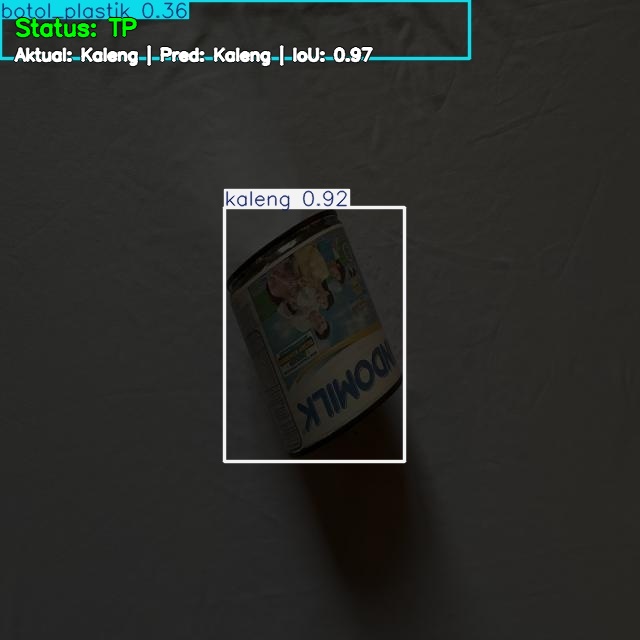 botol_plastik 0.36
Status: TP
Aktual: Kaleng | Pred: Kaleng | IoU: 0.97
kaleng 0.92
NDOMILK